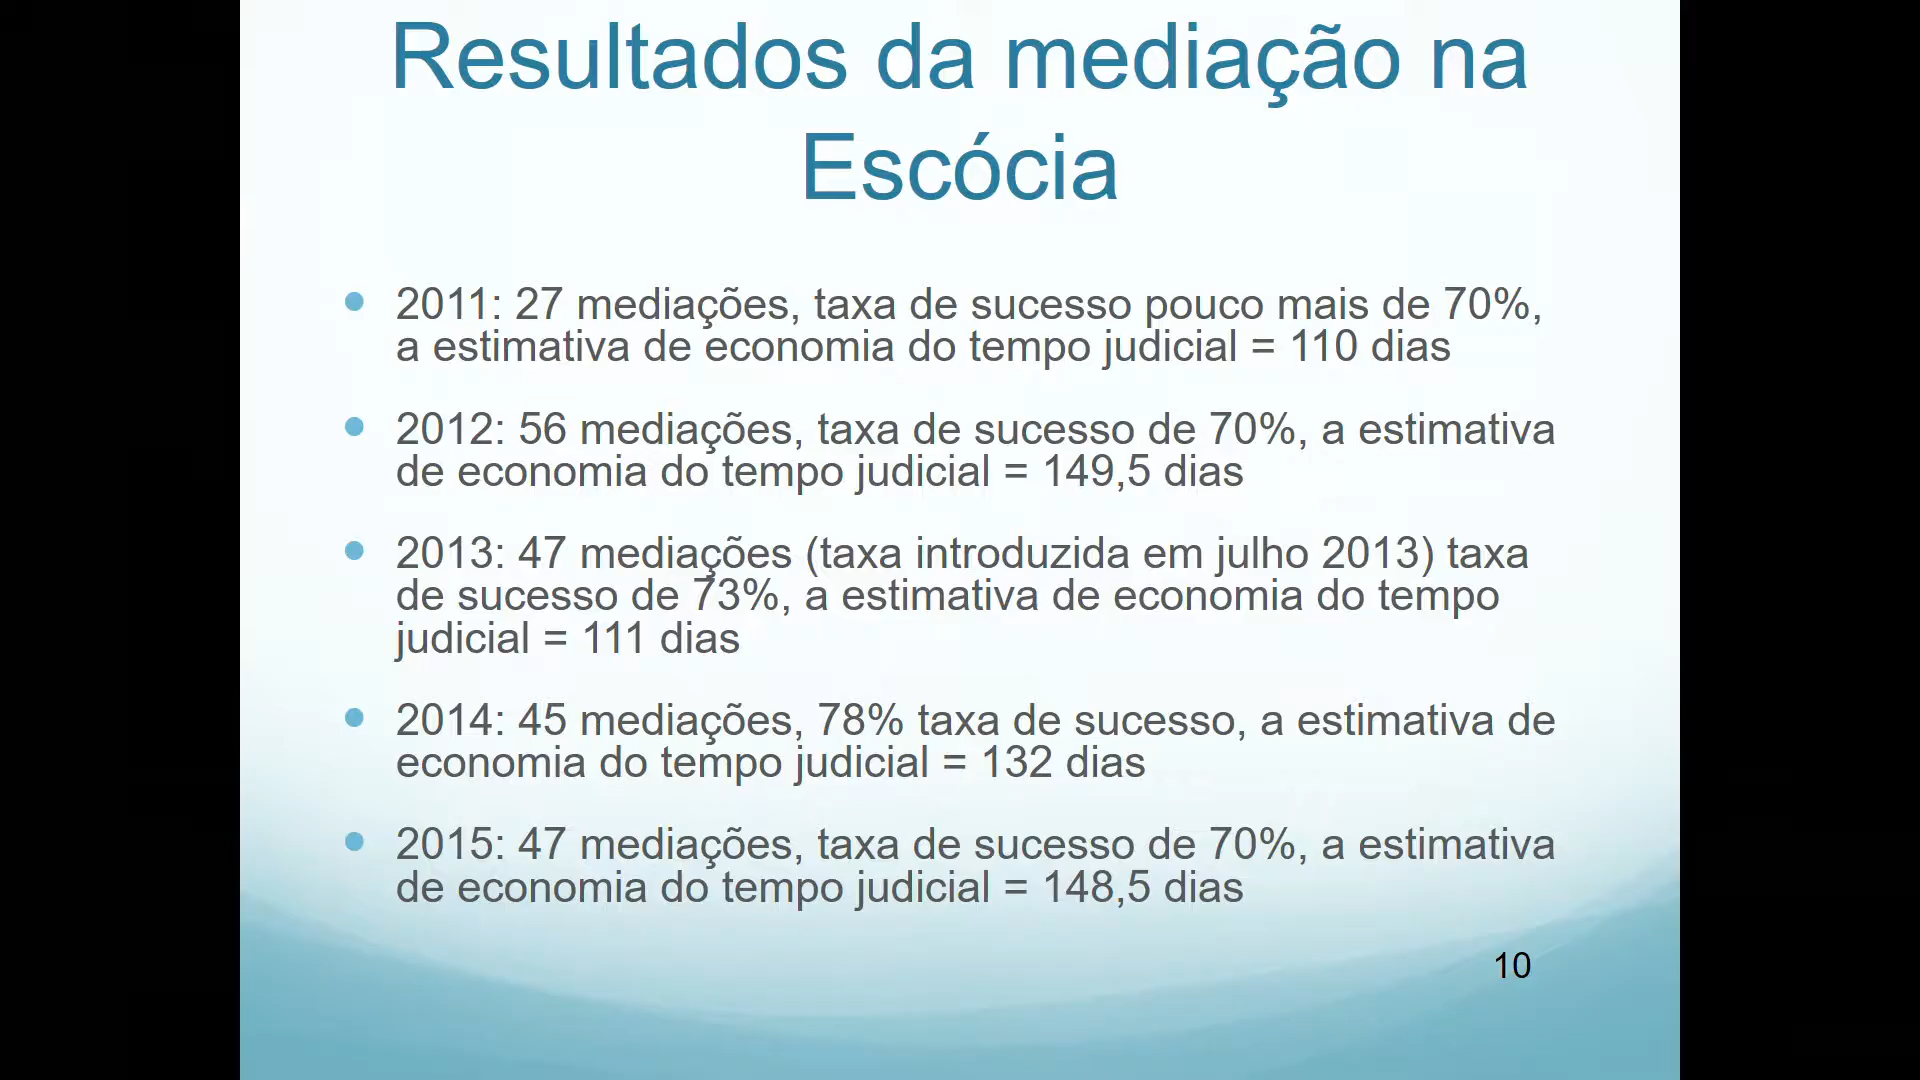 Resultados da mediação na
Escócia
• 2011: 27 mediações, taxa de sucesso pouco mais de 70%,
a estimativa de economia do tempo judicial = 110 dias
• 2012: 56 mediações, taxa de sucesso de 70%, a estimativa
de economia do tempo judicial = 149,5 dias
• 2013: 47 mediações (taxa introduzida em julho 2013) taxa
de sucesso de 73%, a estimativa de economia do tempo
judicial = 111 dias
• 2014: 45 mediações, 78% taxa de sucesso, a estimativa de
economia do tempo judicial = 132 dias
• 2015: 47 mediações, taxa de sucesso de 70%, a estimativa
de economia do tempo judicial = 148,5 dias
10